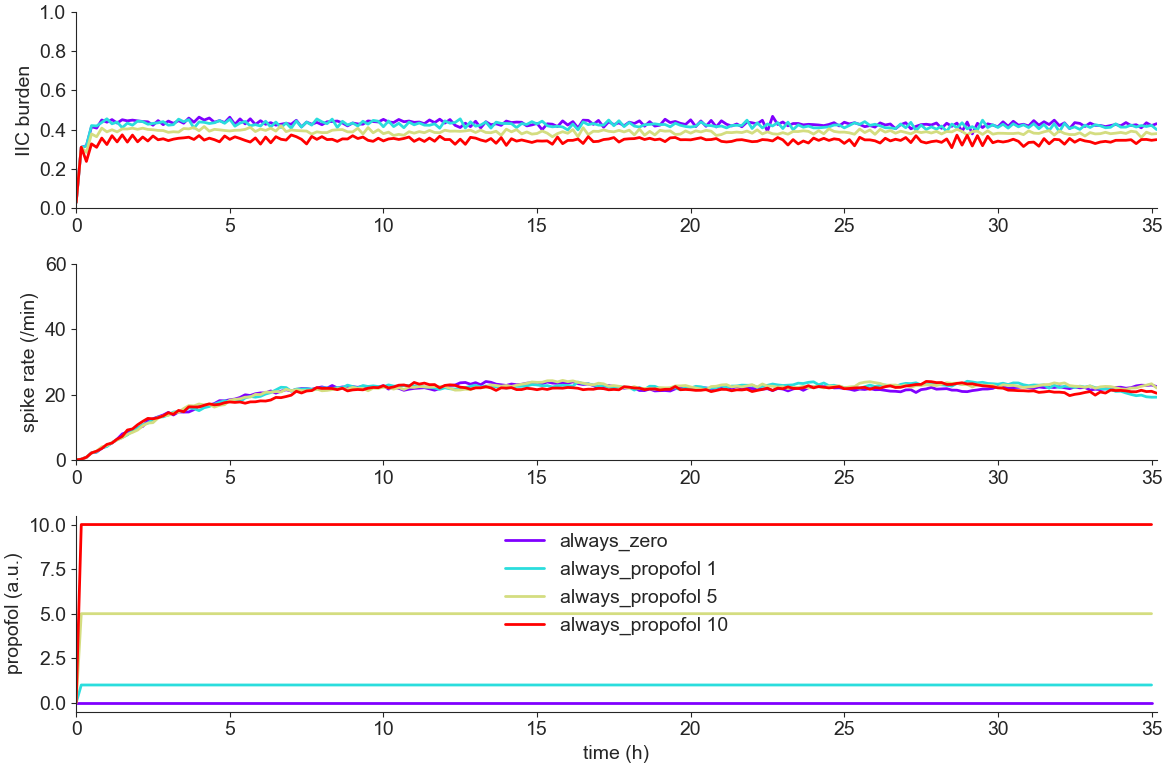 IIC burden
1.0
0.8
0.6
0.4
0.2
0.0
0 5 10 15 20 25 30 35
spike rate (/min)
60
40
20
0
0 5 10 15 20 25 30 35
propofol (a.u.)
10.0
7.5
5.0
2.5
0.0
always_zero
always_propofol 1
always_propofol 5
always_propofol 10
0 5 10 15 20 25 30 35
time (h)